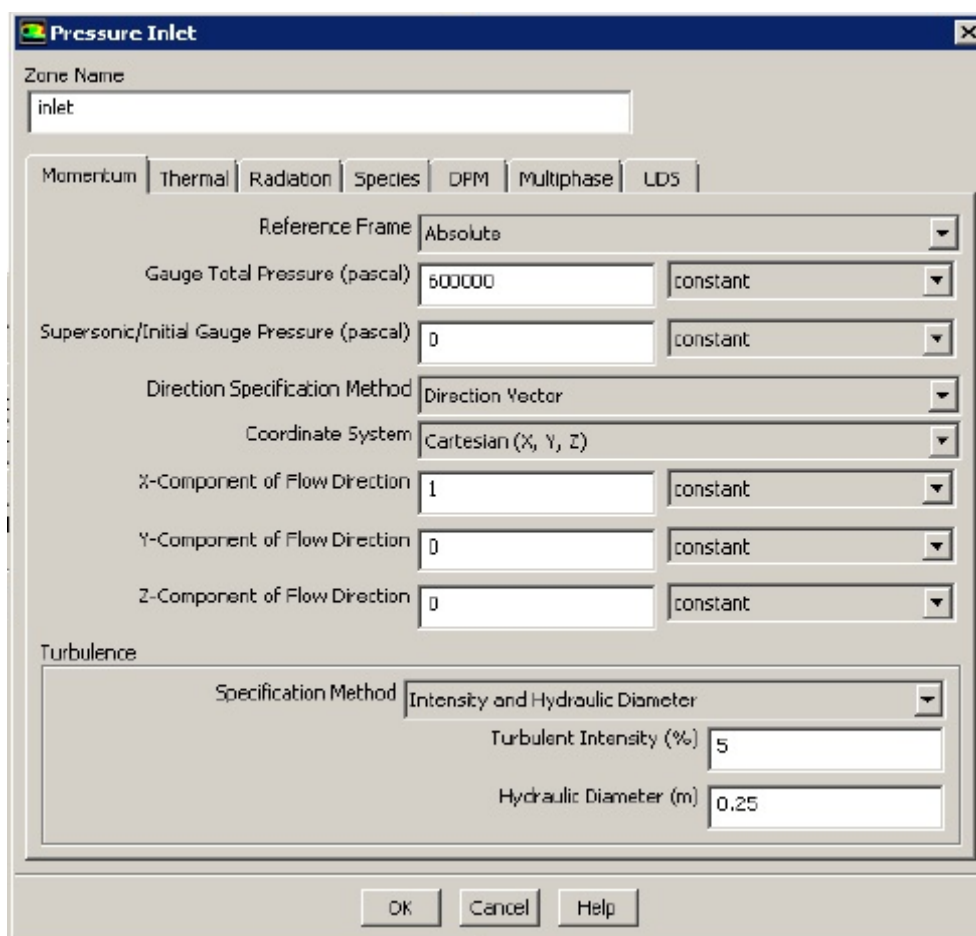 Pressure Inlet
Zone Name
inlet
Momentum Thermal Radiation Species DPM Multiphase UDS
Reference Frame Absolute
Gauge Total Pressure (pascal) 600000 constant
Supersonic/Initial Gauge Pressure (pascal) 0 constant
Direction Specification Method Direction Vector
Coordinate System Cartesian (X, Y, Z)
X-Component of Flow Direction 1 constant
Y-Component of Flow Direction 0 constant
Z-Component of Flow Direction 0 constant
Turbulence
Specification Method Intensity and Hydraulic Diameter
Turbulent Intensity (%) 5
Hydraulic Diameter (m) 0.25
OK Cancel Help